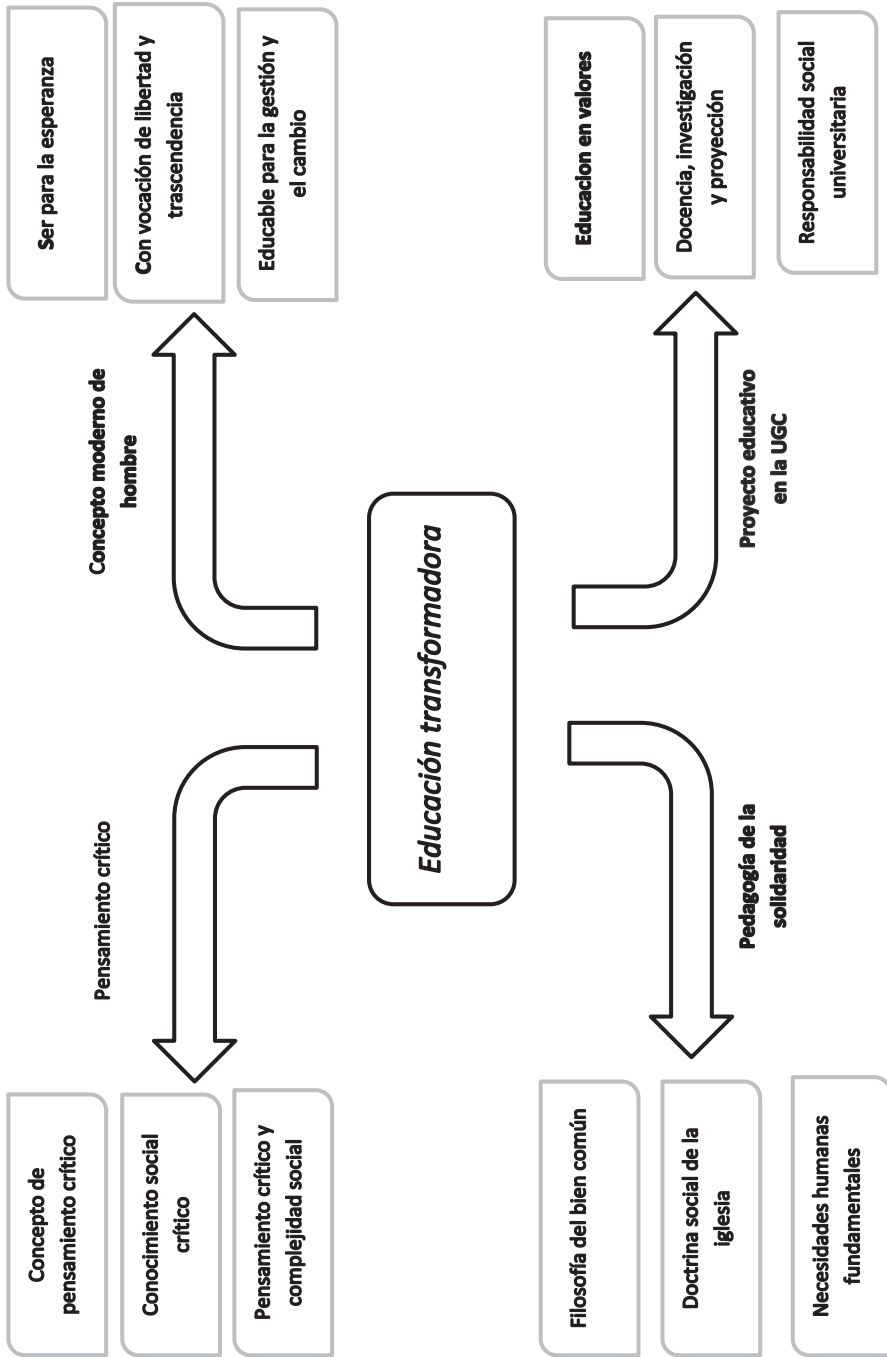 Concepto de
pensamiento crítico
Conocimiento social
crítico
Pensamiento crítico y
complejidad social
Pensamiento crítico
Concepto moderno de
hombre
Ser para la esperanza
Con vocación de libertad y
trascendencia
Educable para la gestión y
el cambio
Educación transformadora
Filosofía del bien común
Doctrina social de la
iglesia
Necesidades humanas
fundamentales
Pedagogía de la
solidaridad
Proyecto educativo
en la UGC
Educacion en valores
Docencia, investigación
y proyección
Responsabilidad social
universitaria